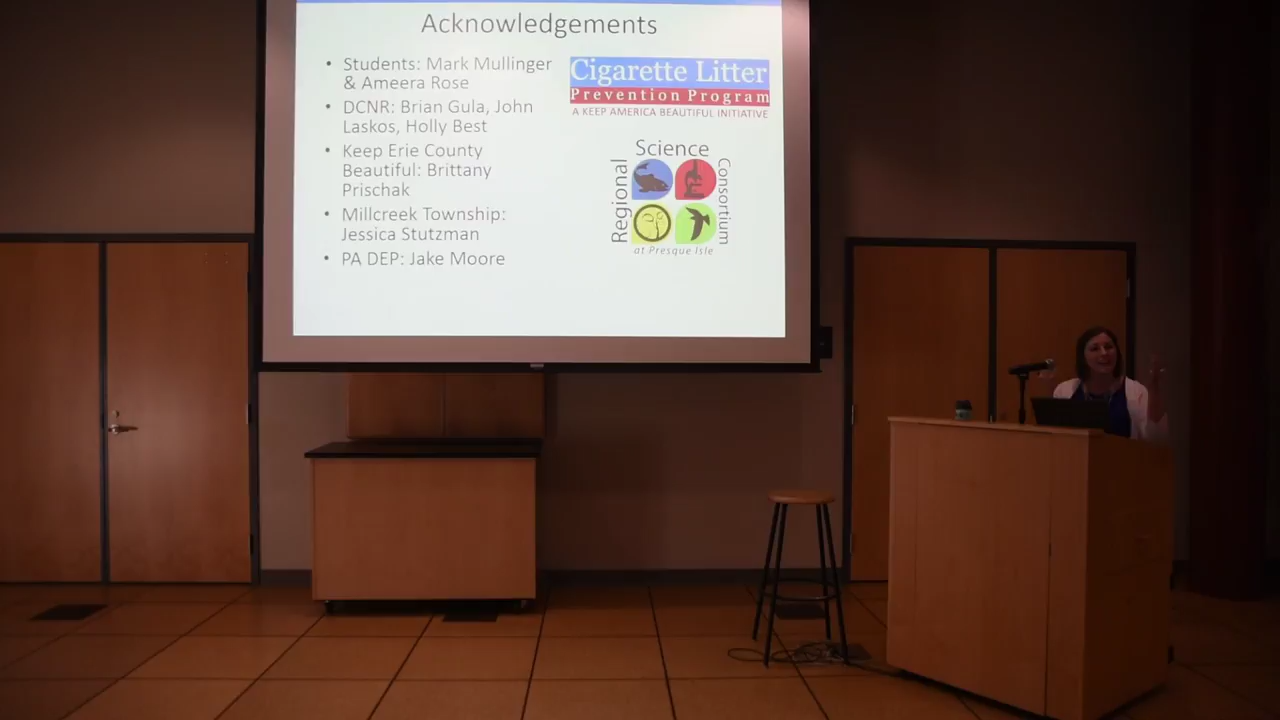 Acknowledgements
• Students: Mark Mullinger
& Ameera Rose
• DCNR: Brian Gula, John
Laskos, Holly Best
• Keep Erie County
Beautiful: Brittany
Prischak
• Millcreek Township:
Jessica Stutzman
• PA DEP: Jake Moore
Cigarette Litter
Prevention Program
A KEEP AMERICA BEAUTIFUL INITIATIVE
Regional
Science
Consortium
at Presque Isle